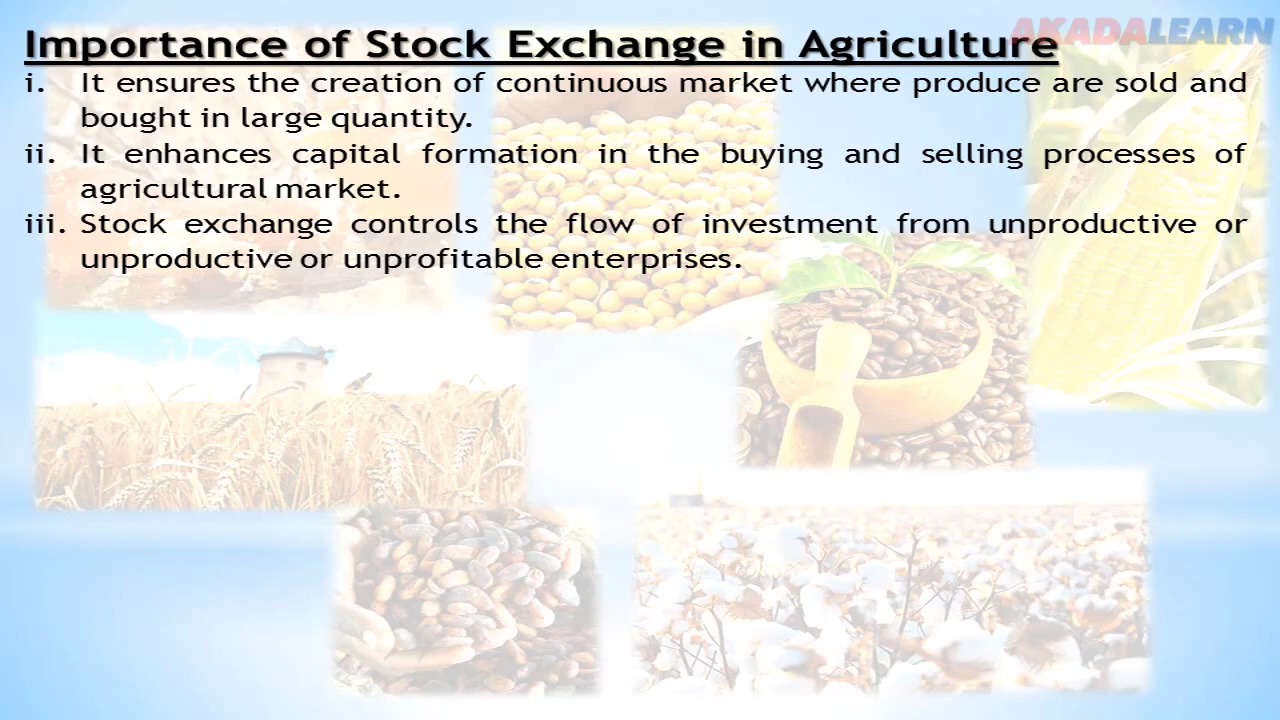 AKADALEARN
Importance of Stock Exchange in Agriculture
i. It ensures the creation of continuous market where produce are sold and
bought in large quantity.
ii. It enhances capital formation in the buying and selling processes of
agricultural market.
iii. Stock exchange controls the flow of investment from unproductive or
unproductive or unprofitable enterprises.